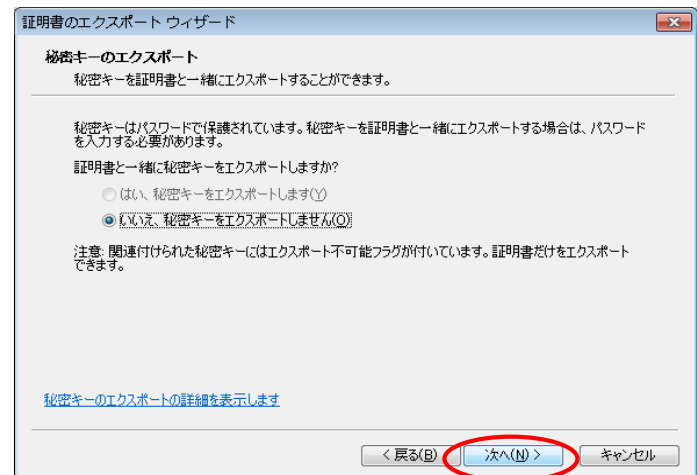 証明書のエクスポート ウィザード
秘密キーのエクスポート
秘密キーを証明書と一緒にエクスポートすることができます。
秘密キーはパスワードで保護されています。秘密キーを証明書と一緒にエクスポートする場合は、パスワード
を入力する必要があります。
証明書と一緒に秘密キーをエクスポートしますか?
はい、秘密キーをエクスポートします(Y)
いいえ、秘密キーをエクスポートしません(O)
注意: 関連付けられた秘密キーにはエクスポート不可能フラグが付いています。証明書だけをエクスポート
できます。
秘密キーのエクスポートの詳細を表示します
< 戻る(B) 次へ(N) > キャンセル